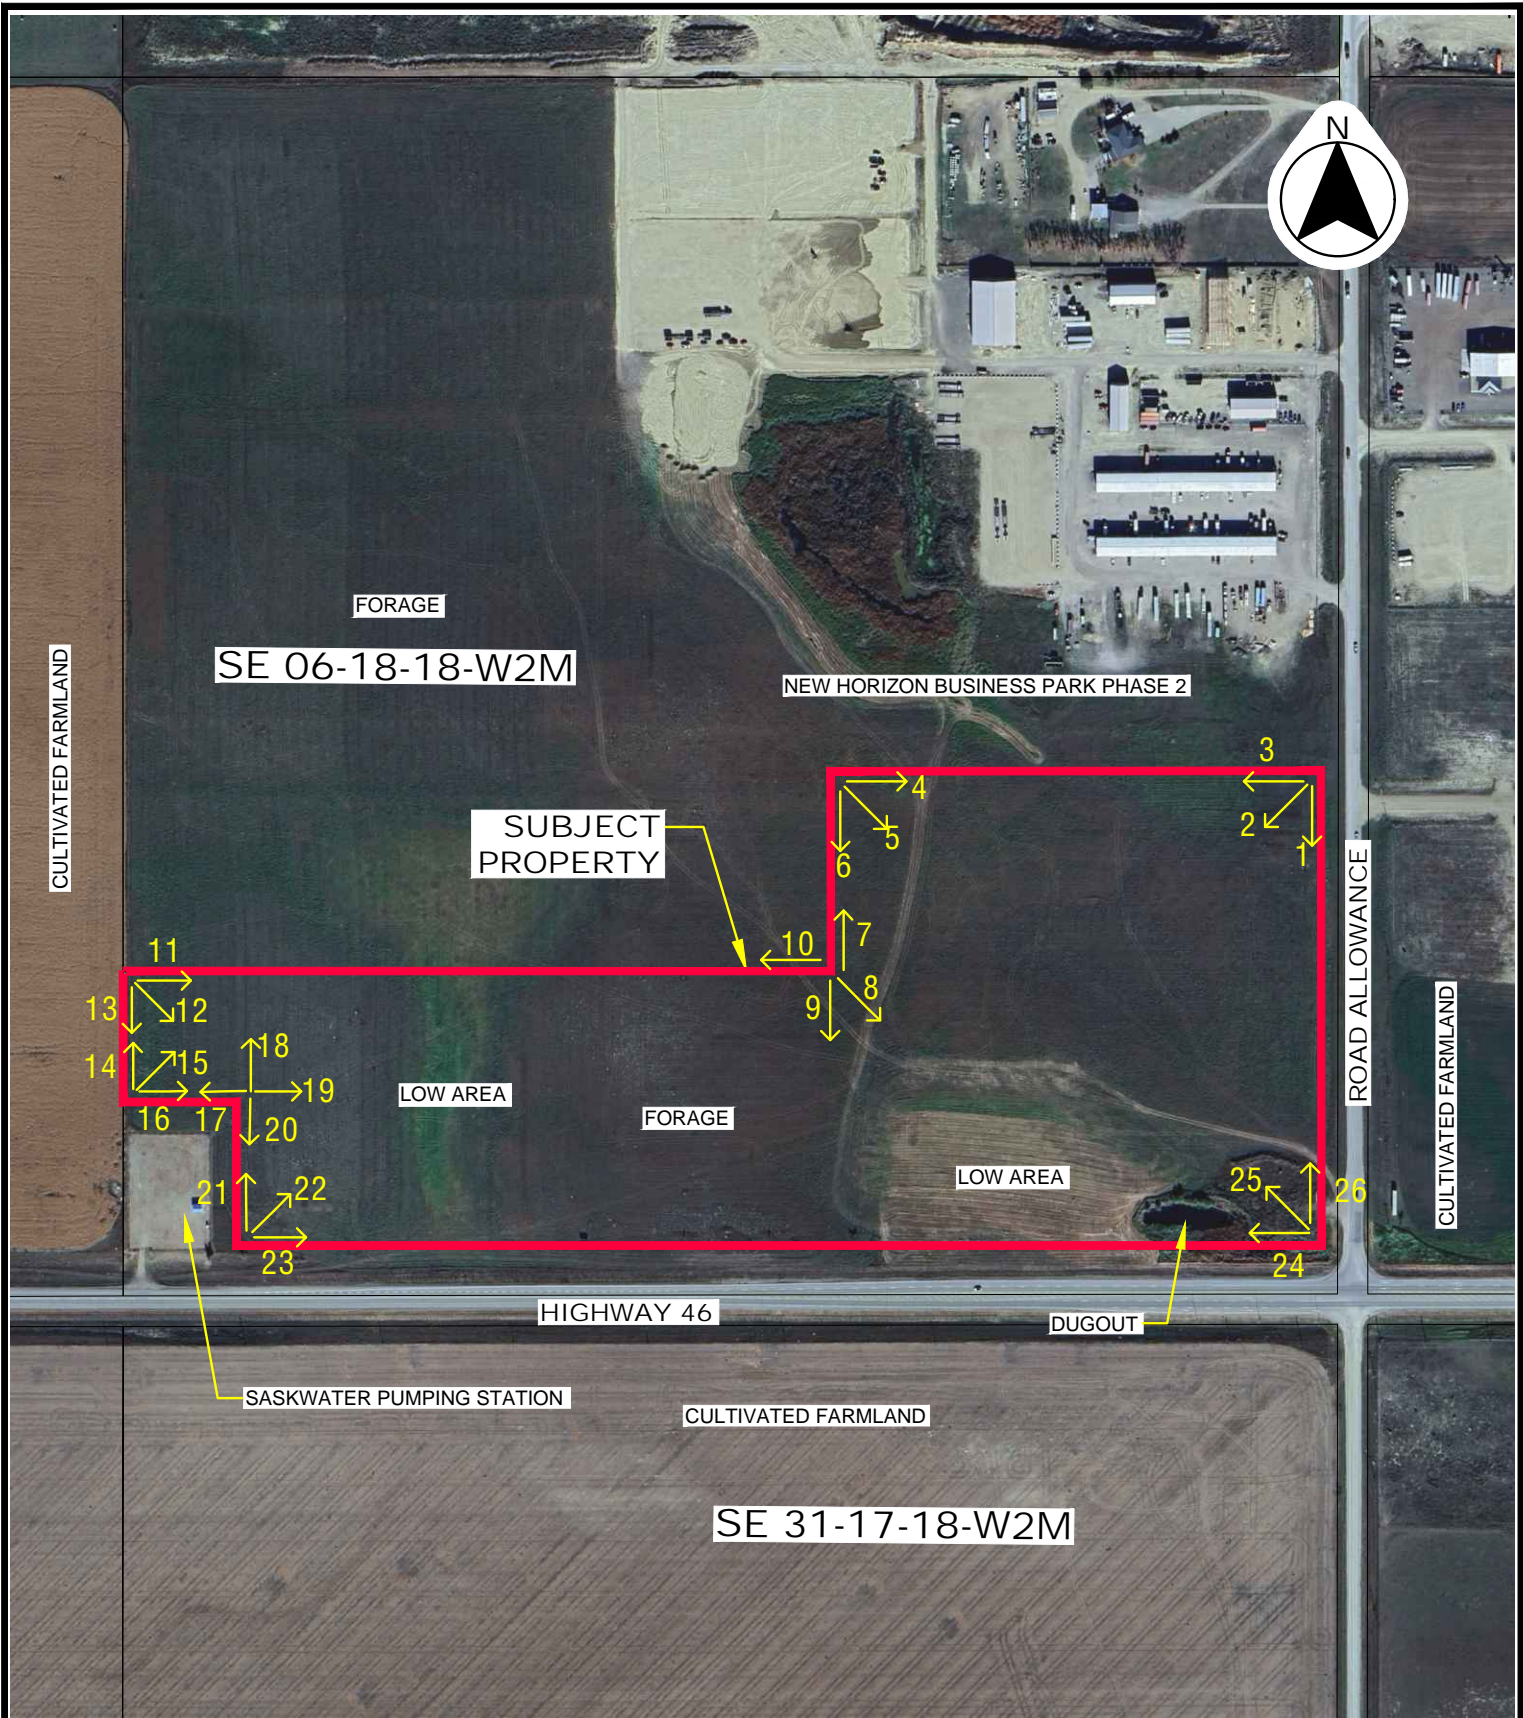 N
FORAGE
SE 06-18-18-W2M
CULTIVATED FARMLAND
NEW HORIZON BUSINESS PARK PHASE 2
3
4
2
1
5
6
SUBJECT
PROPERTY
ROAD ALLOWANCE
7
10
11
8
9
12
13
CULTIVATED FARMLAND
18
14
15
19
LOW AREA
FORAGE
16
17
20
LOW AREA
21
22
25
26
23
24
HIGHWAY 46
DUGOUT
SASKWATER PUMPING STATION
CULTIVATED FARMLAND
SE 31-17-18-W2M